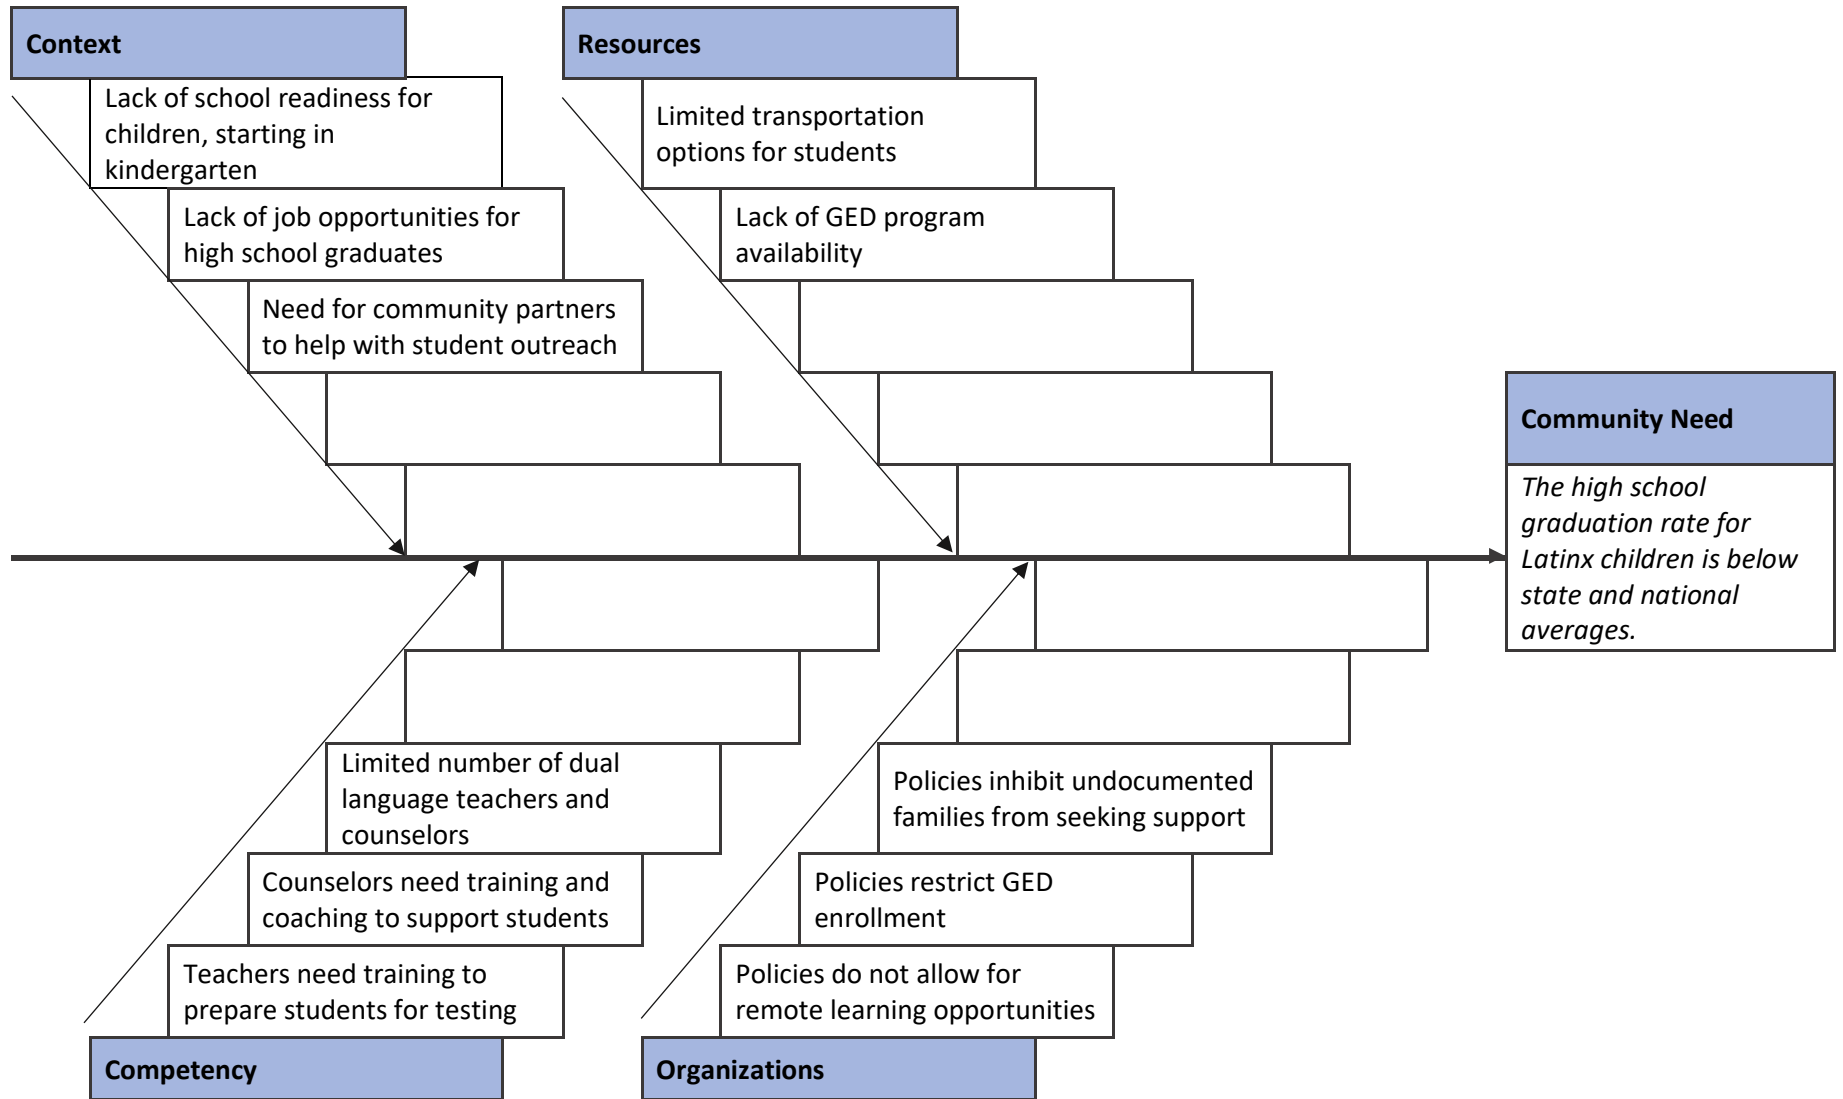 Context
Lack of school readiness for
children, starting in
kindergarten
Lack of job opportunities for
high school graduates
Need for community partners
to help with student outreach
Resources
Limited transportation
options for students
Lack of GED program
availability
Community Need
The high school
graduation rate for
Latinx children is below
state and national
averages.
Limited number of dual
language teachers and
counselors
Counselors need training and
coaching to support students
Teachers need training to
prepare students for testing
Competency
Policies inhibit undocumented
families from seeking support
Policies restrict GED
enrollment
Policies do not allow for
remote learning opportunities
Organizations